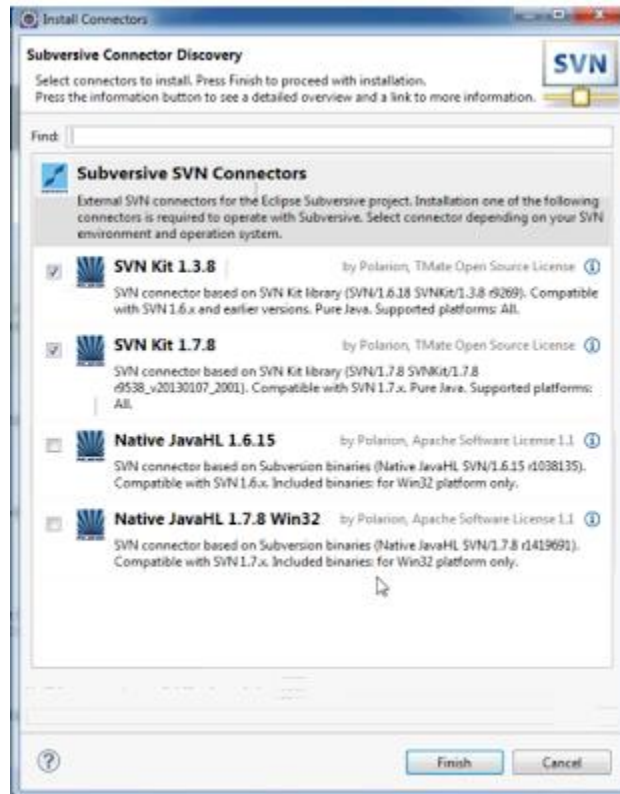 Install Connectors
Subversive Connector Discovery
Select connectors to install. Press Finish to proceed with installation.
Press the information button to see a detailed overview and a link to more information.
SVN
Find:
Subversive SVN Connectors
External SVN connectors for the Eclipse Subversive project. Installation one of the following
connectors is required to operate with Subversive. Select connector depending on your SVN
environment and operation system.
SVN Kit 1.3.8 by Polarion, TMate Open Source License
SVN connector based on SVN Kit library (SVN/1.6.18 SVNKit/1.3.8 r9269). Compatible
with SVN 1.6.x and earlier versions. Pure Java. Supported platforms: All.
SVN Kit 1.7.8 by Polarion, TMate Open Source License
SVN connector based on SVN Kit library (SVN/1.7.8 SVNKit/1.7.8
r9538_v20130107_2001). Compatible with SVN 1.7.x. Pure Java. Supported platforms:
All.
Native JavaHL 1.6.15 by Polarion, Apache Software License 1.1
SVN connector based on Subversion binaries (Native JavaHL SVN/1.6.15 r1038135).
Compatible with SVN 1.6.x. Included binaries: for Win32 platform only.
Native JavaHL 1.7.8 Win32 by Polarion, Apache Software License 1.1
SVN connector based on Subversion binaries (Native JavaHL SVN/1.7.8 r1419691).
Compatible with SVN 1.7.x. Included binaries: for Win32 platform only.
Finish Cancel